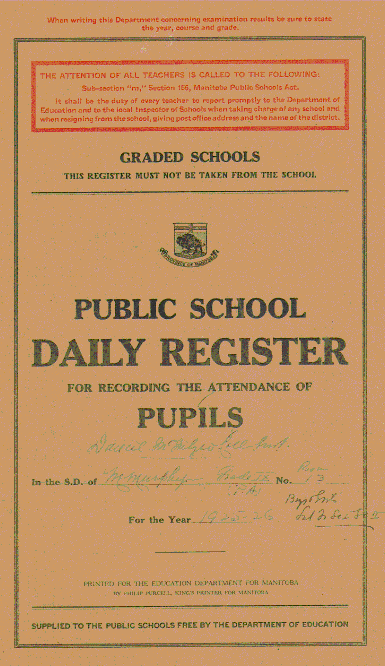 When writing this Department concerning examination results be sure to state
the year, course and grade.
THE ATTENTION OF ALL TEACHERS IS CALLED TO THE FOLLOWING:
Sub-section "m," Section 156, Manitoba Public Schools Act.
It shall be the duty of every teacher to report promptly to the Department of
Education and to the local Inspector of Schools when taking charge of any school and
when resigning from the school, giving post office address and the name of the district.
GRADED SCHOOLS
THIS REGISTER MUST NOT BE TAKEN FROM THE SCHOOL
PUBLIC SCHOOL
DAILY REGISTER
FOR RECORDING THE ATTENDANCE OF
PUPILS
Daniel McIntyre
In the S.D. of No.
For the Year 1925-26
PRINTED FOR THE EDUCATION DEPARTMENT FOR MANITOBA
BY PHILIP PURCELL, KING'S PRINTER FOR MANITOBA
SUPPLIED TO THE PUBLIC SCHOOLS FREE BY THE DEPARTMENT OF EDUCATION